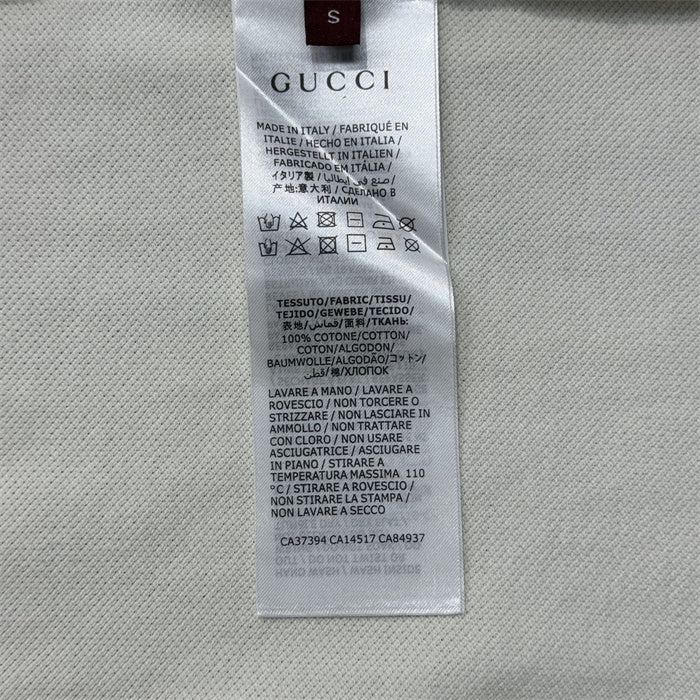 S
GUCCI
MADE IN ITALY / FABRIQUÉ EN
ITALIE / HECHO EN ITALIA /
HERGESTELLT IN ITALIEN /
FABRICADO EM ITÁLIA /
イタリア製 / صنع في إيطاليا /
产地:意大利 / СДЕЛАНО В
ИТАЛИИ
TESSUTO/FABRIC/TISSU/
TEJIDO/GEWEBE/TECIDO/
表地/قماش/面料/ТКАНЬ:
100% COTONE/COTTON/
COTON/ALGODON/
BAUMWOLLE/ALGODÃO/コットン/
قطن/棉/ХЛОПОК
LAVARE A MANO / LAVARE A
ROVESCIO / NON TORCERE O
STRIZZARE / NON LASCIARE IN
AMMOLLO / NON TRATTARE
CON CLORO / NON USARE
ASCIUGATRICE / ASCIUGARE
IN PIANO / STIRARE A
TEMPERATURA MASSIMA 110
°C / STIRARE A ROVESCIO /
NON STIRARE LA STAMPA /
NON LAVARE A SECCO
CA37394 CA14517 CA84937